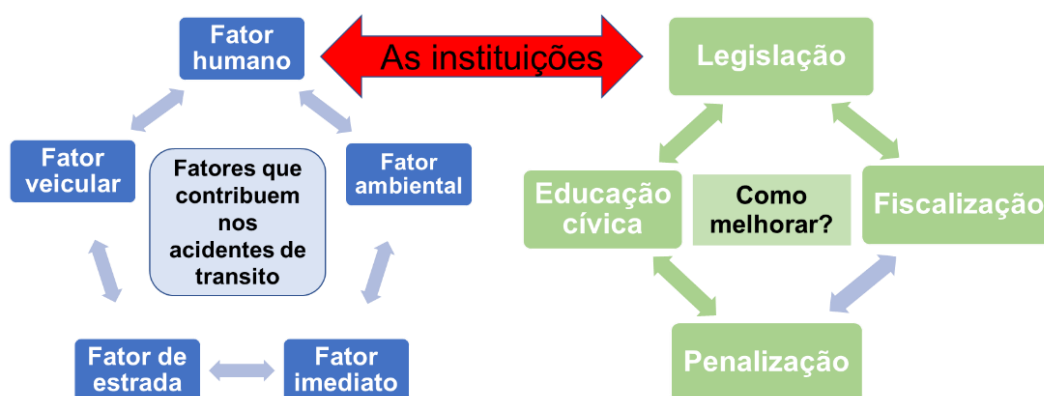 Fator
humano
As instituições
Legislação
Fator
veicular
Fatores que
contribuem
nos
acidentes de
transito
Fator
ambiental
Educação
cívica
Como
melhorar?
Fiscalização
Fator de
estrada
Fator
imediato
Penalização